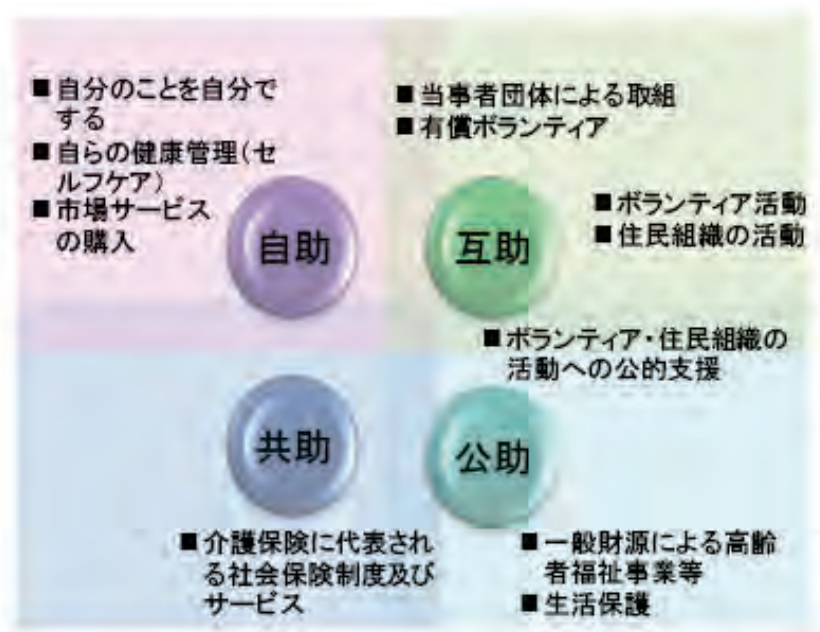 ■自分のことを自分で
する
■自らの健康管理(セ
ルフケア)
■市場サービス
の購入
自助
■当事者団体による取組
■有償ボランティア
互助
■ボランティア活動
■住民組織の活動
■ボランティア・住民組織の
活動への公的支援
共助
■介護保険に代表され
る社会保険制度及び
サービス
公助
■一般財源による高齢
者福祉事業等
■生活保護